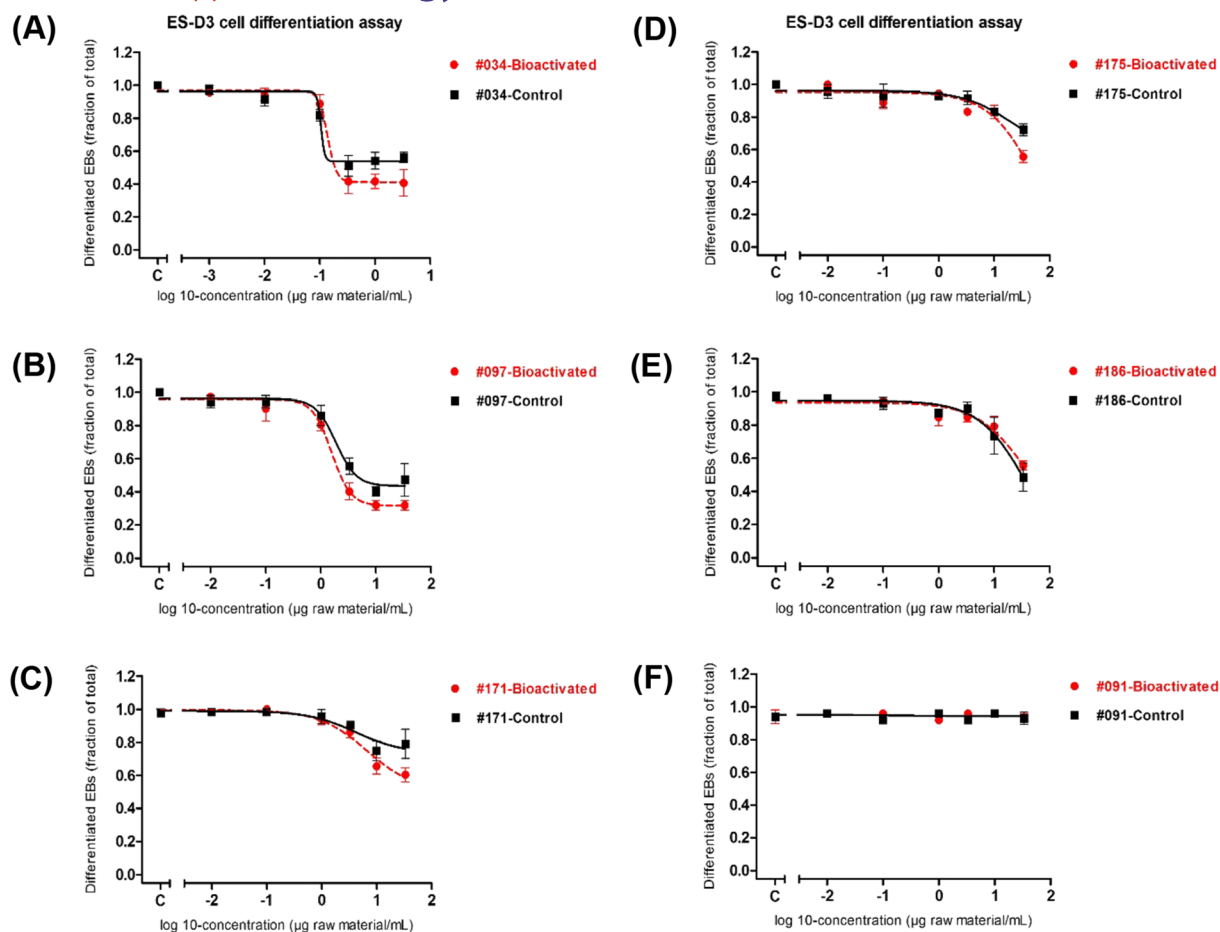 (A)
ES-D3 cell differentiation assay
Differentiated EBs (fraction of total)
1.2
1.0
0.8
0.6
0.4
0.2
0.0
C -3 -2 -1 0 1
log 10-concentration (µg raw material/mL)
#034-Bioactivated
#034-Control
(B)
Differentiated EBs (fraction of total)
1.2
1.0
0.8
0.6
0.4
0.2
0.0
C -2 -1 0 1 2
log 10-concentration (µg raw material/mL)
#097-Bioactivated
#097-Control
(C)
Differentiated EBs (fraction of total)
1.2
1.0
0.8
0.6
0.4
0.2
0.0
C -2 -1 0 1 2
log 10-concentration (µg raw material/mL)
#171-Bioactivated
#171-Control
(D)
ES-D3 cell differentiation assay
Differentiated EBs (fraction of total)
1.2
1.0
0.8
0.6
0.4
0.2
0.0
C -2 -1 0 1 2
log 10-concentration (µg raw material/mL)
#175-Bioactivated
#175-Control
(E)
Differentiated EBs (fraction of total)
1.2
1.0
0.8
0.6
0.4
0.2
0.0
C -2 -1 0 1 2
log 10-concentration (µg raw material/mL)
#186-Bioactivated
#186-Control
(F)
Differentiated EBs (fraction of total)
1.2
1.0
0.8
0.6
0.4
0.2
0.0
C -2 -1 0 1 2
log 10-concentration (µg raw material/mL)
#091-Bioactivated
#091-Control